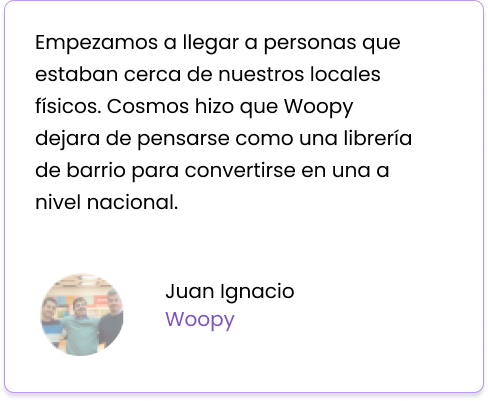 Empezamos a llegar a personas que
estaban cerca de nuestros locales
físicos. Cosmos hizo que Woopy
dejara de pensarse como una librería
de barrio para convertirse en una a
nivel nacional.
Juan Ignacio
Woopy